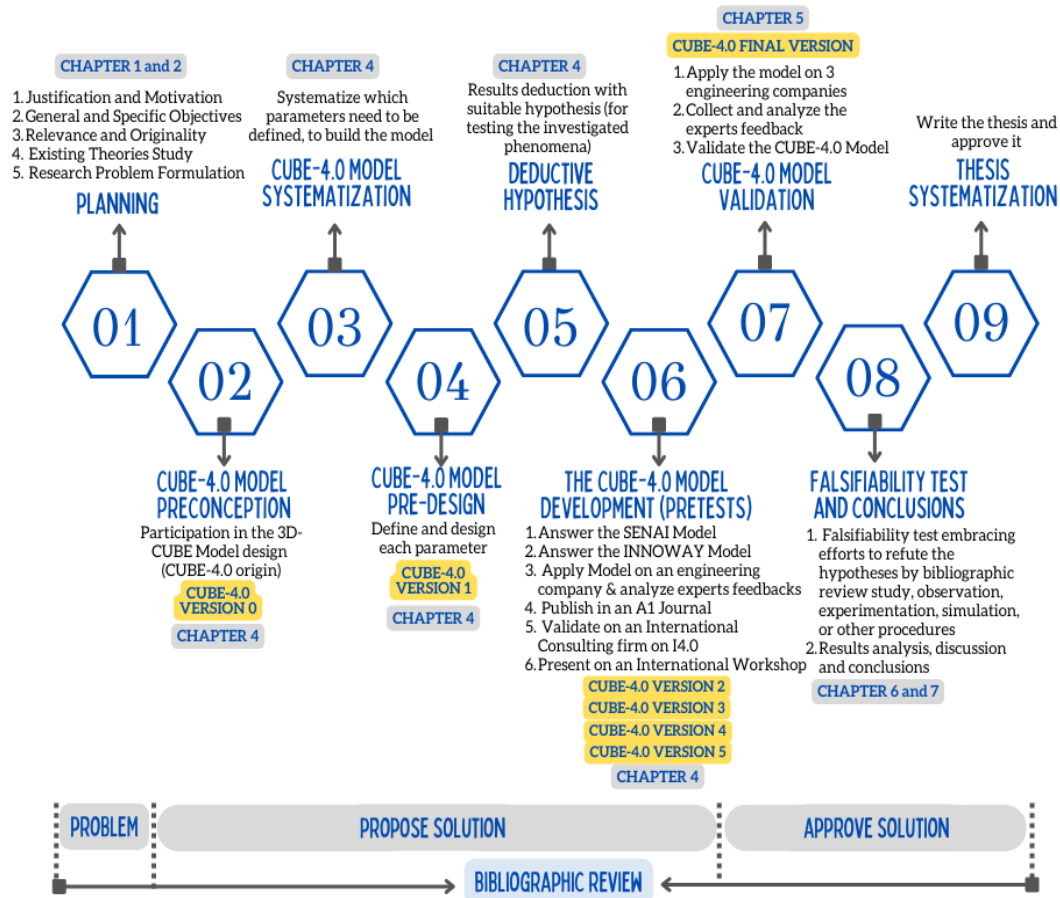 CHAPTER 1 and 2
1. Justification and Motivation
2. General and Specific Objectives
3. Relevance and Originality
4. Existing Theories Study
5. Research Problem Formulation
PLANNING
CHAPTER 4
Systematize which
parameters need to be
defined, to build the model
CUBE-4.0 MODEL
SYSTEMATIZATION
CHAPTER 4
Results deduction with
suitable hypothesis (for
testing the investigated
phenomena)
DEDUCTIVE
HYPOTHESIS
CHAPTER 5
CUBE-4.0 FINAL VERSION
1. Apply the model on 3
engineering companies
2. Collect and analyze the
experts feedback
3. Validate the CUBE-4.0 Model
CUBE-4.0 MODEL
VALIDATION
Write the thesis and
approve it
THESIS
SYSTEMATIZATION
01
02
03
04
05
06
07
08
09
CUBE-4.0 MODEL
PRECONCEPTION
Participation in the 3D-
CUBE Model design
(CUBE-4.0 origin)
CUBE-4.0
VERSION 0
CHAPTER 4
CUBE-4.0 MODEL
PRE-DESIGN
Define and design
each parameter
CUBE-4.0
VERSION 1
CHAPTER 4
THE CUBE-4.0 MODEL
DEVELOPMENT (PRETESTS)
1. Answer the SENAI Model
2. Answer the INNOWAY Model
3. Apply Model on an engineering
company & analyze experts feedbacks
4. Publish in an A1 Journal
5. Validate on an International
Consulting firm on I4.0
6. Present on an International Workshop
CUBE-4.0 VERSION 2
CUBE-4.0 VERSION 3
CUBE-4.0 VERSION 4
CUBE-4.0 VERSION 5
CHAPTER 4
FALSIFIABILITY TEST
AND CONCLUSIONS
1. Falsifiability test embracing
efforts to refute the
hypotheses by bibliographic
review study, observation,
experimentation, simulation,
or other procedures
2. Results analysis, discussion
and conclusions
CHAPTER 6 and 7
PROBLEM
PROPOSE SOLUTION
APPROVE SOLUTION
BIBLIOGRAPHIC REVIEW